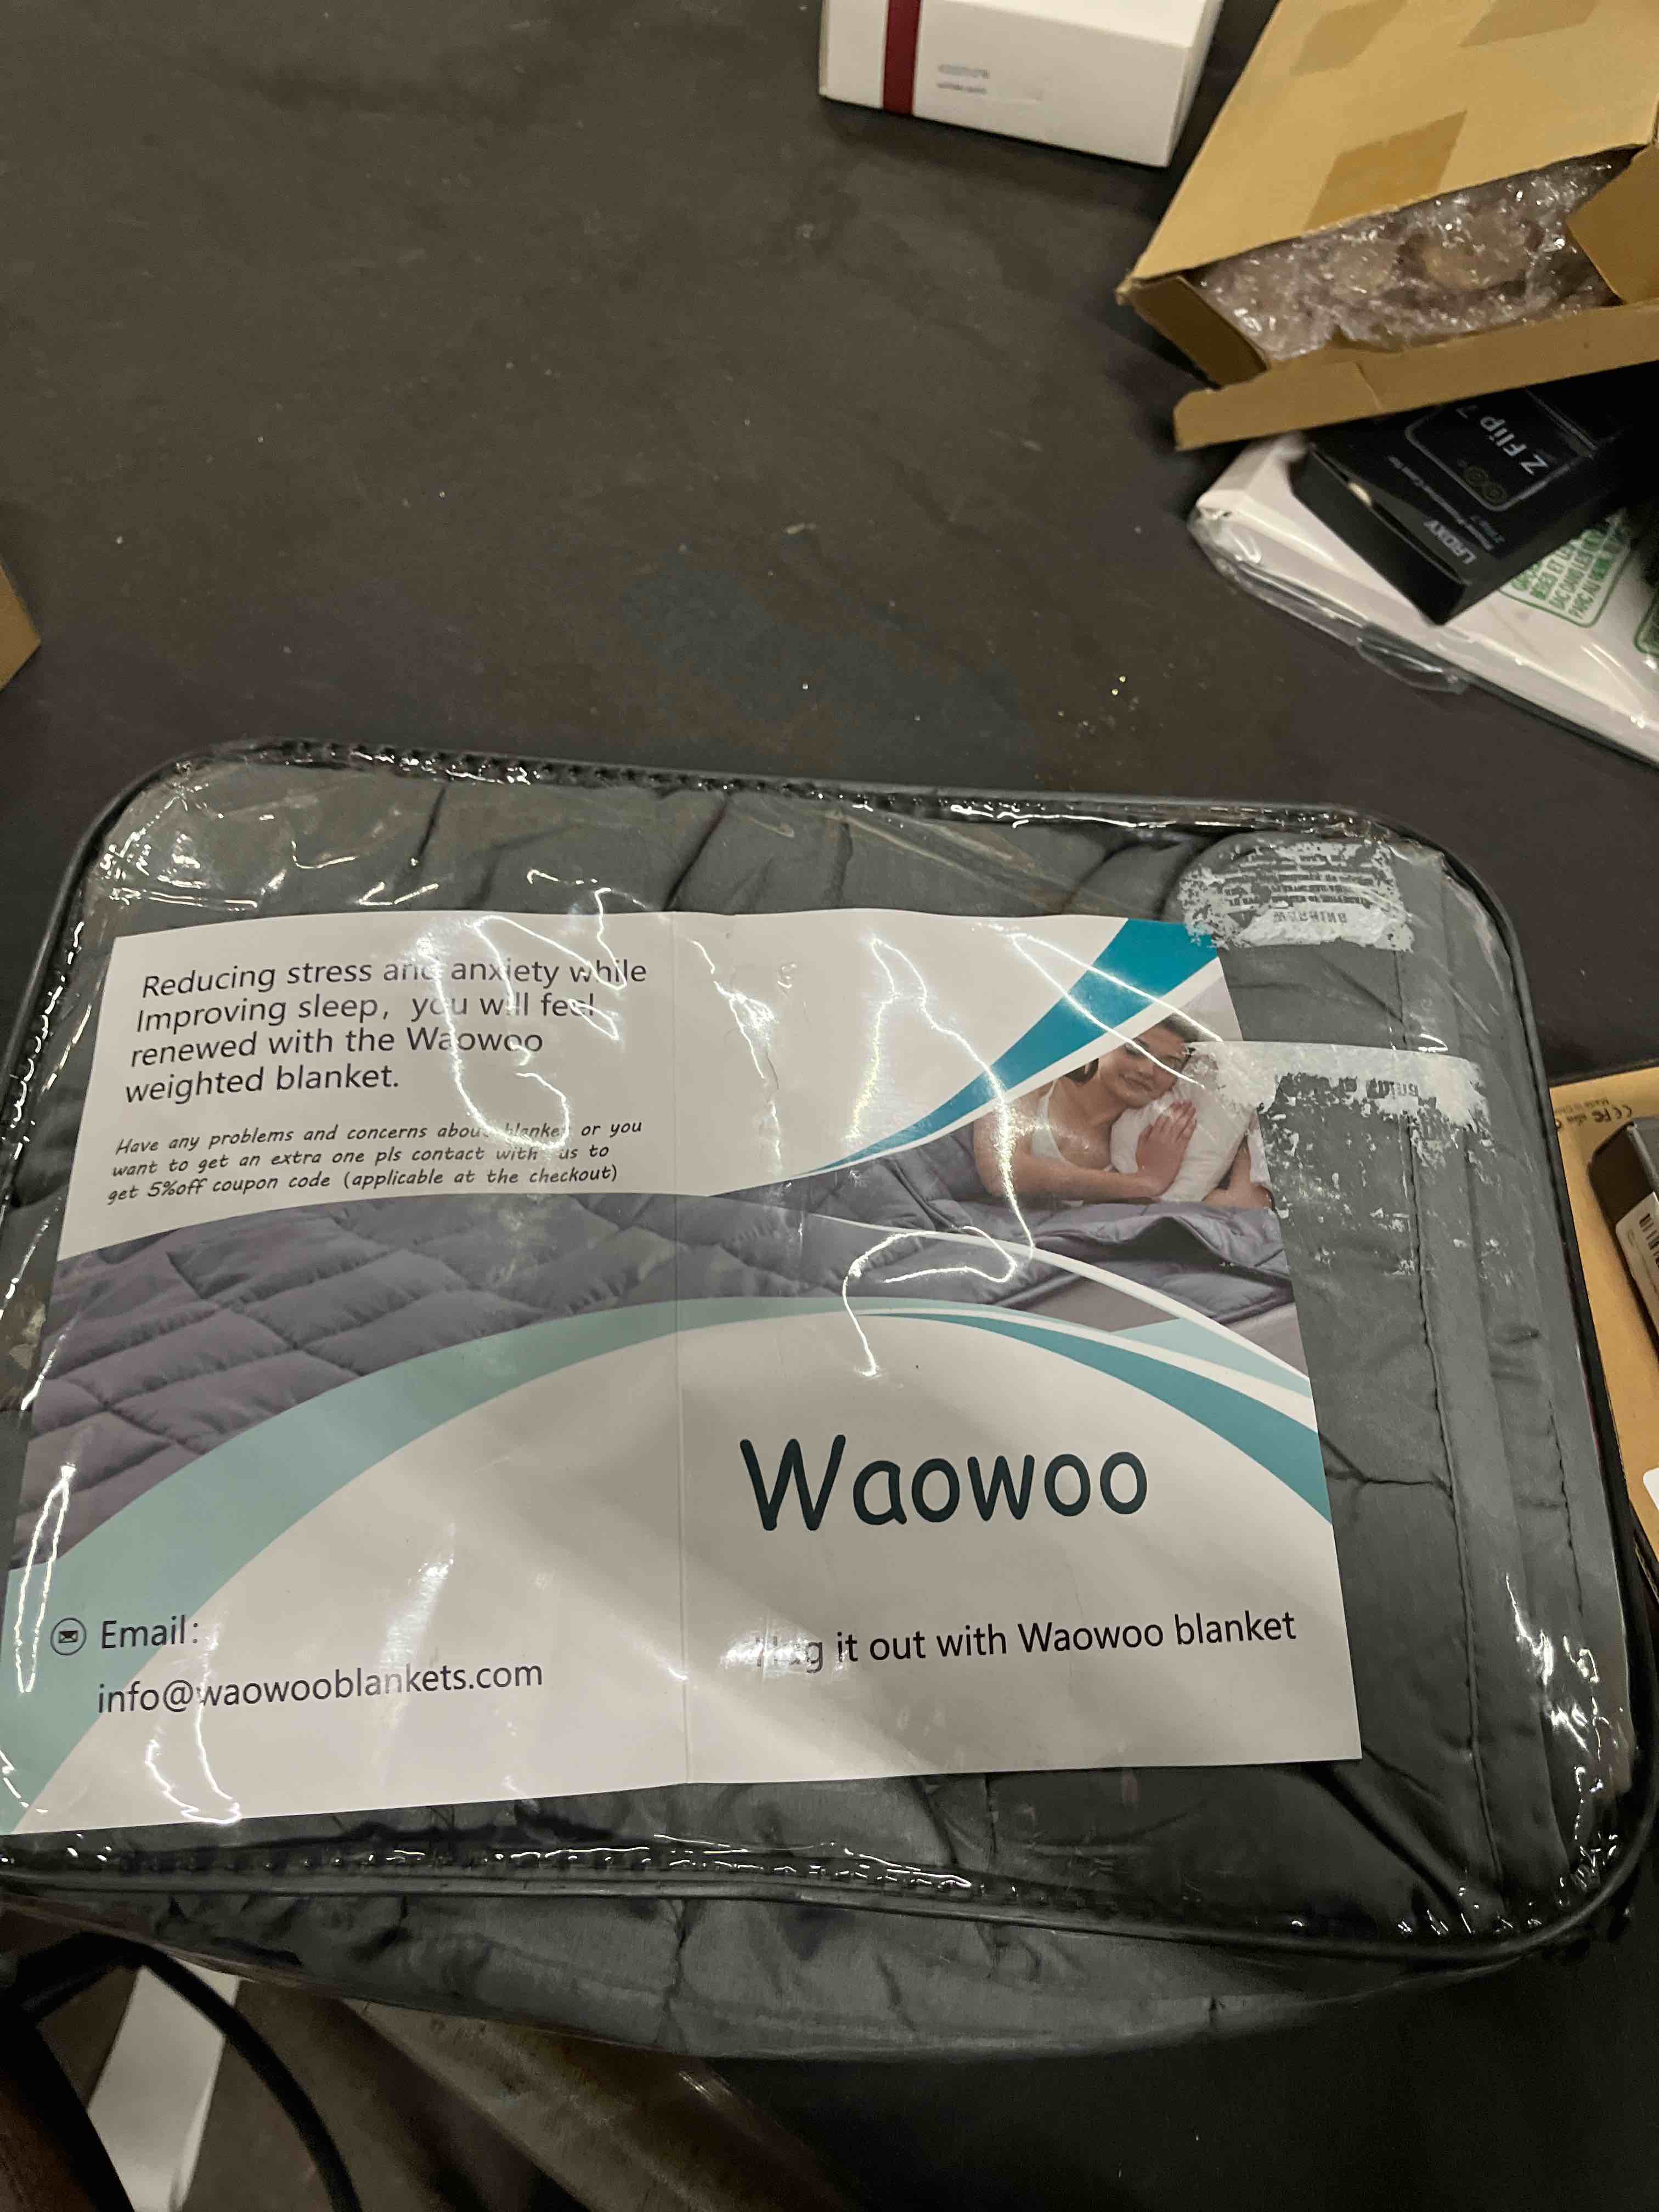 Z Flip 7
Reducing stress and anxiety while
Improving sleep, you will feel
renewed with the Waowoo
weighted blanket.
Have any problems and concerns about blanket or you
want to get an extra one pls contact with us to
get 5%off coupon code (applicable at the checkout)
Waowoo
Hug it out with Waowoo blanket
Email:
info@waowooblankets.com